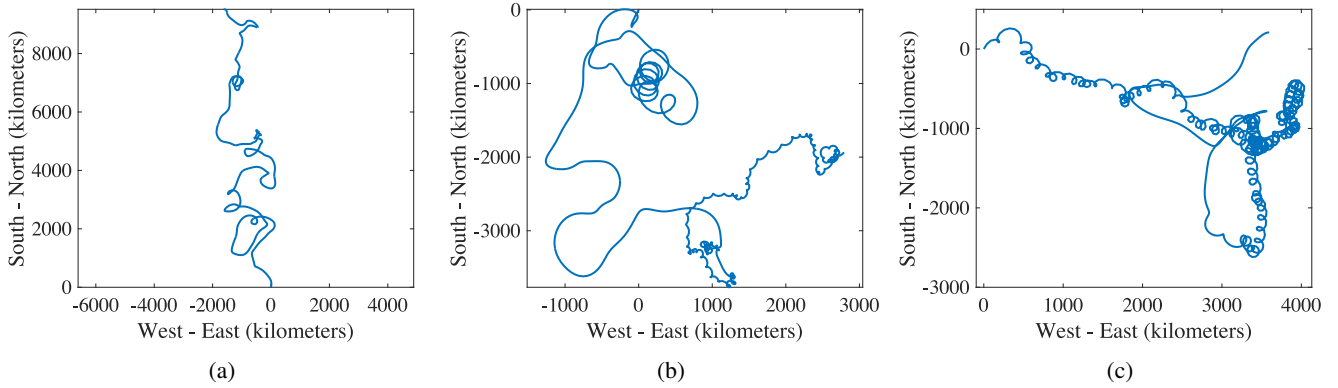 8000
6000
4000
2000
0
-6000 -4000 -2000 0 2000 4000
South - North (kilometers)
West - East (kilometers)
(a)
0
-1000
-2000
-3000
-1000 0 1000 2000 3000
South - North (kilometers)
West - East (kilometers)
(b)
0
-1000
-2000
-3000
0 1000 2000 3000 4000
South - North (kilometers)
West - East (kilometers)
(c)